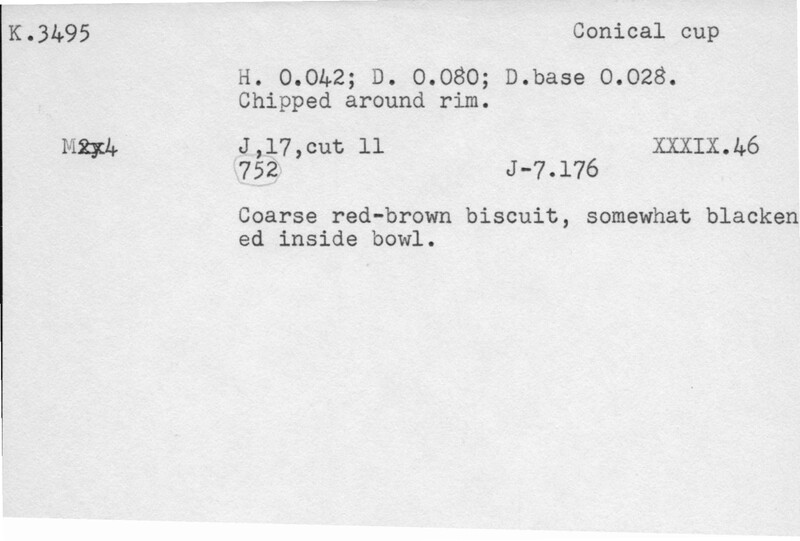 K.3495 Conical cup
H. 0.042; D. 0.080; D.base 0.028.
Chipped around rim.
J,17,cut 11 XXXIX.46
752 J-7.176
Coarse red-brown biscuit, somewhat blacken
ed inside bowl.